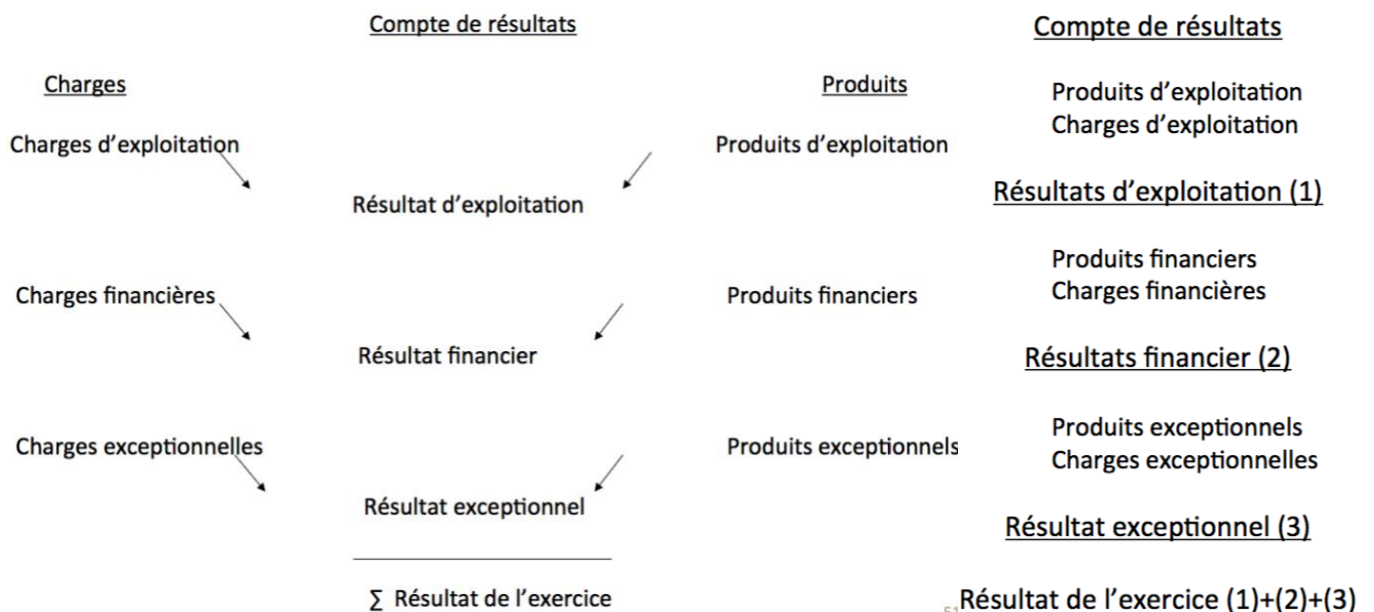 Compte de résultats
Charges
Produits
Charges d'exploitation
Produits d'exploitation
Résultat d'exploitation
Charges financières
Produits financiers
Résultat financier
Charges exceptionnelles
Produits exceptionnels
Résultat exceptionnel
∑ Résultat de l'exercice
Compte de résultats
Produits d'exploitation
Charges d'exploitation
Résultats d'exploitation (1)
Produits financiers
Charges financières
Résultats financier (2)
Produits exceptionnels
Charges exceptionnelles
Résultat exceptionnel (3)
51
Résultat de l'exercice (1)+(2)+(3)